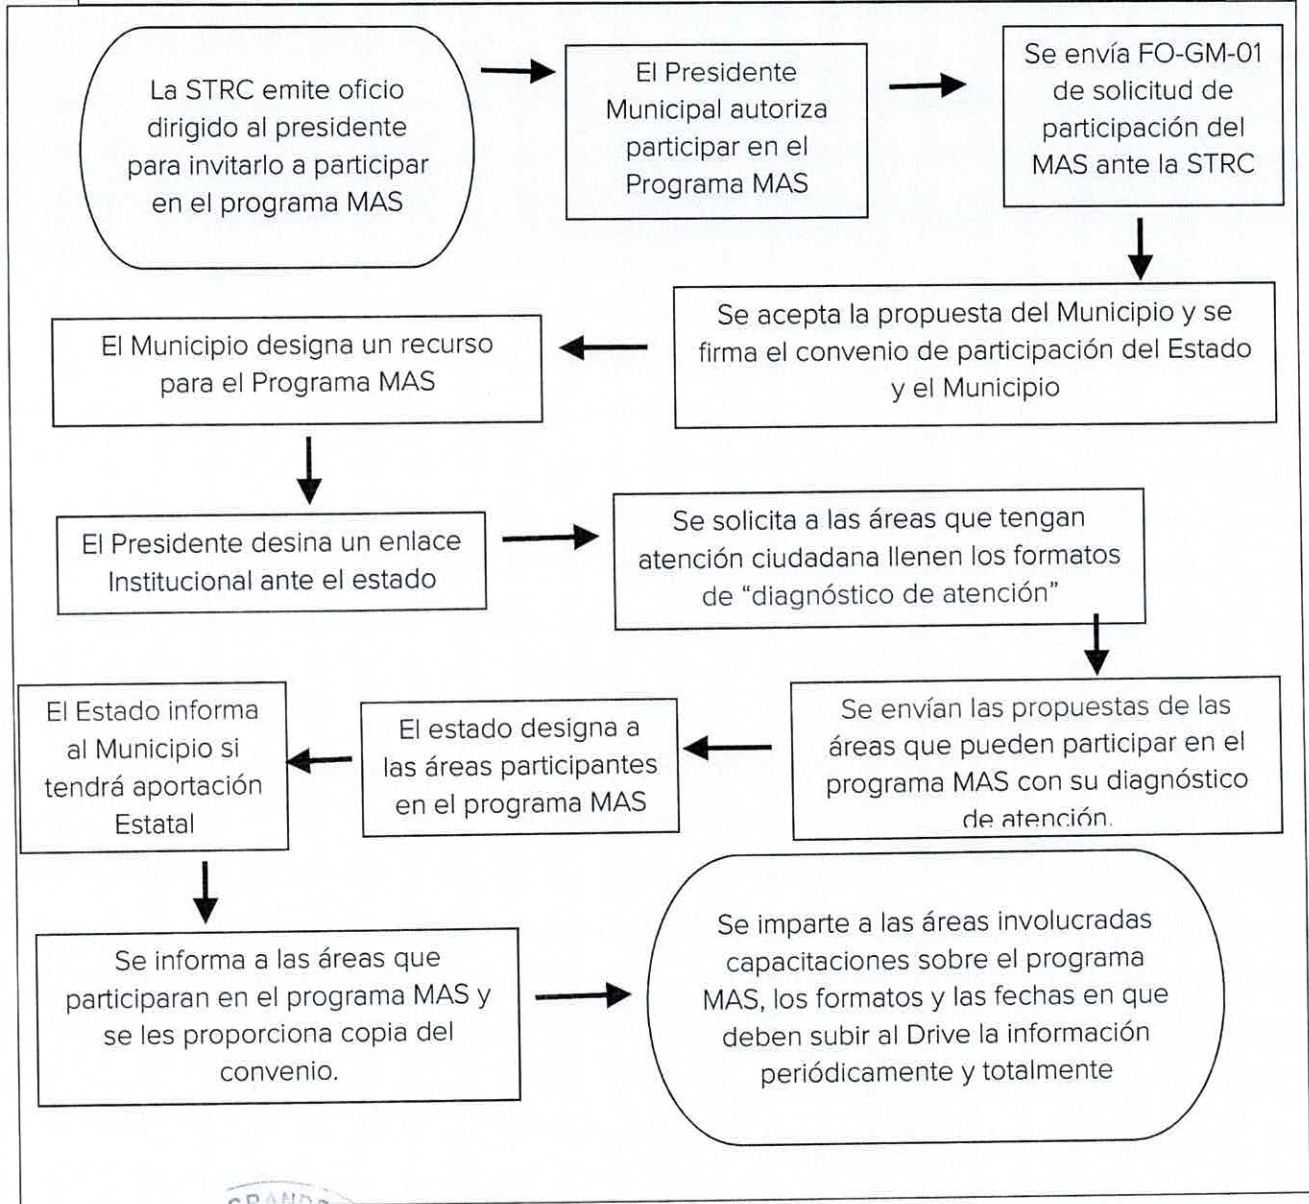 La STRC emite oficio
dirigido al presidente
para invitarlo a participar
en el programa MAS
El Presidente
Municipal autoriza
participar en el
Programa MAS
Se envía FO-GM-01
de solicitud de
participación del
MAS ante la STRC
Se acepta la propuesta del Municipio y se
firma el convenio de participación del Estado
y el Municipio
El Municipio designa un recurso
para el Programa MAS
El Presidente desina un enlace
Institucional ante el estado
Se solicita a las áreas que tengan
atención ciudadana llenen los formatos
de “diagnóstico de atención”
Se envían las propuestas de las
áreas que pueden participar en el
programa MAS con su diagnóstico
de atención.
El estado designa a
las áreas participantes
en el programa MAS
El Estado informa
al Municipio si
tendrá aportación
Estatal
Se informa a las áreas que
participaran en el programa MAS y
se les proporciona copia del
convenio.
Se imparte a las áreas involucradas
capacitaciones sobre el programa
MAS, los formatos y las fechas en que
deben subir al Drive la información
periódicamente y totalmente